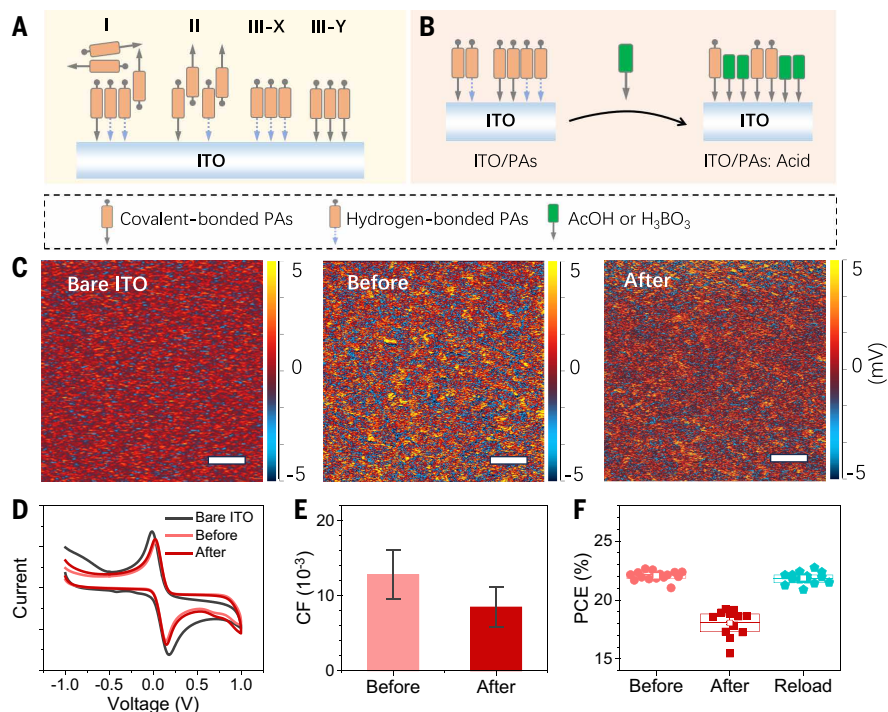 A
I
II
III-X
III-Y
ITO
B
ITO
ITO
ITO/PAs
ITO/PAs: Acid
Covalent-bonded PAs
Hydrogen-bonded PAs
AcOH or H₃BO₃
C
Bare ITO
5
0
-5
Before
5
0
-5
After
5
0
-5
(mV)
D
Bare ITO
Before
After
Current
-1.0
-0.5
0.0
0.5
1.0
Voltage (V)
E
20
10
0
CF (10⁻³)
Before
After
F
27
23
19
15
PCE (%)
Before
After
Reload